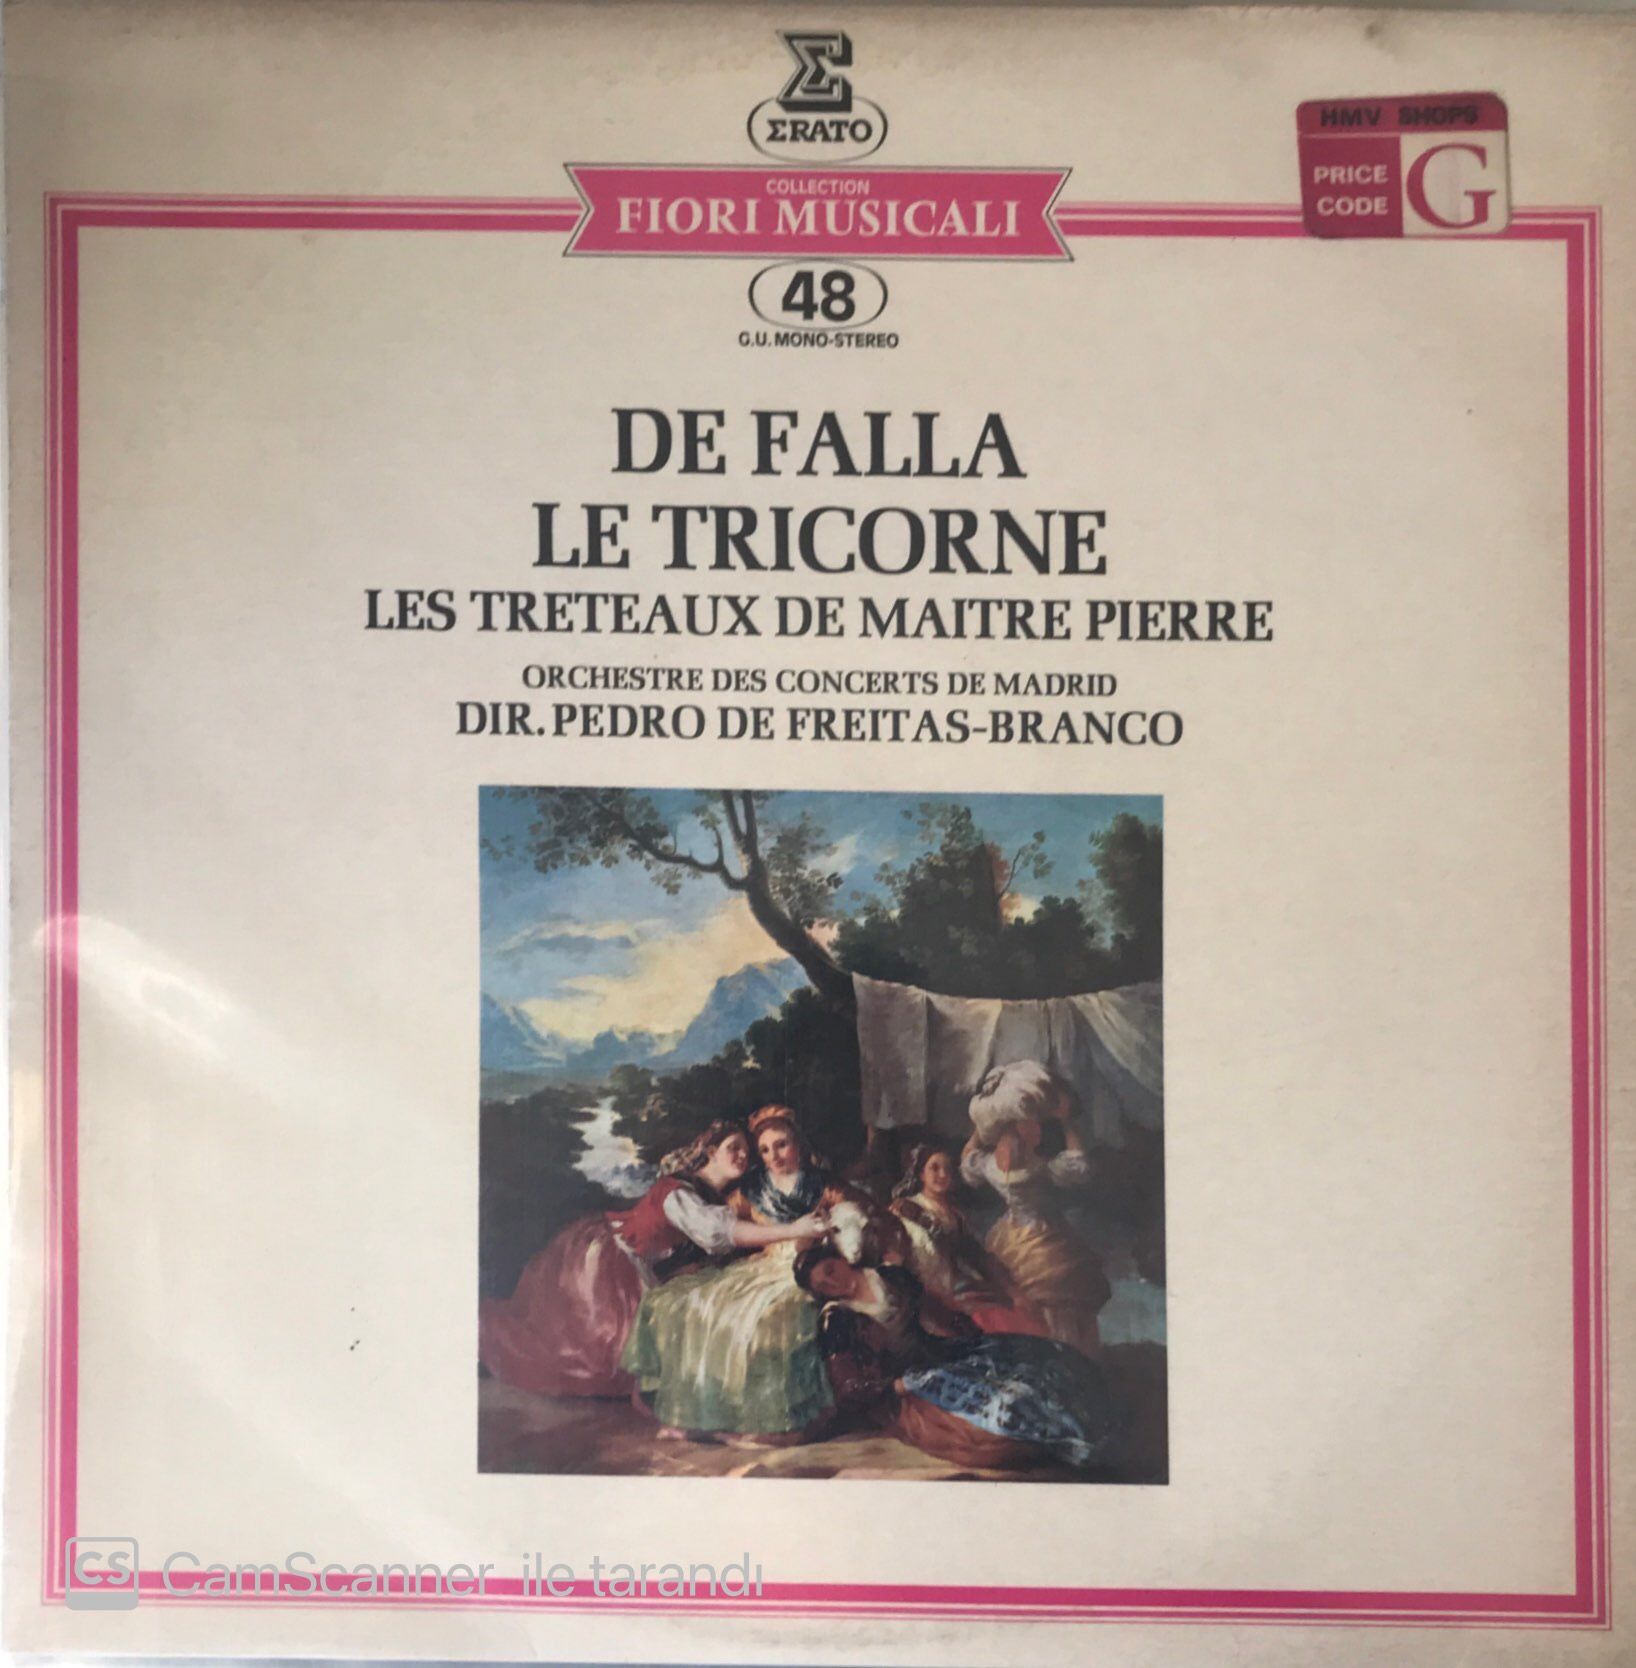 ΣRATO
COLLECTION
FIORI MUSICALI
HMV SHOPS
PRICE
CODE
G
48
G.U. MONO-STEREO
DE FALLA
LE TRICORNE
LES TRETEAUX DE MAITRE PIERRE
ORCHESTRE DES CONCERTS DE MADRID
DIR. PEDRO DE FREITAS-BRANCO
CS CamScanner ile tarandı